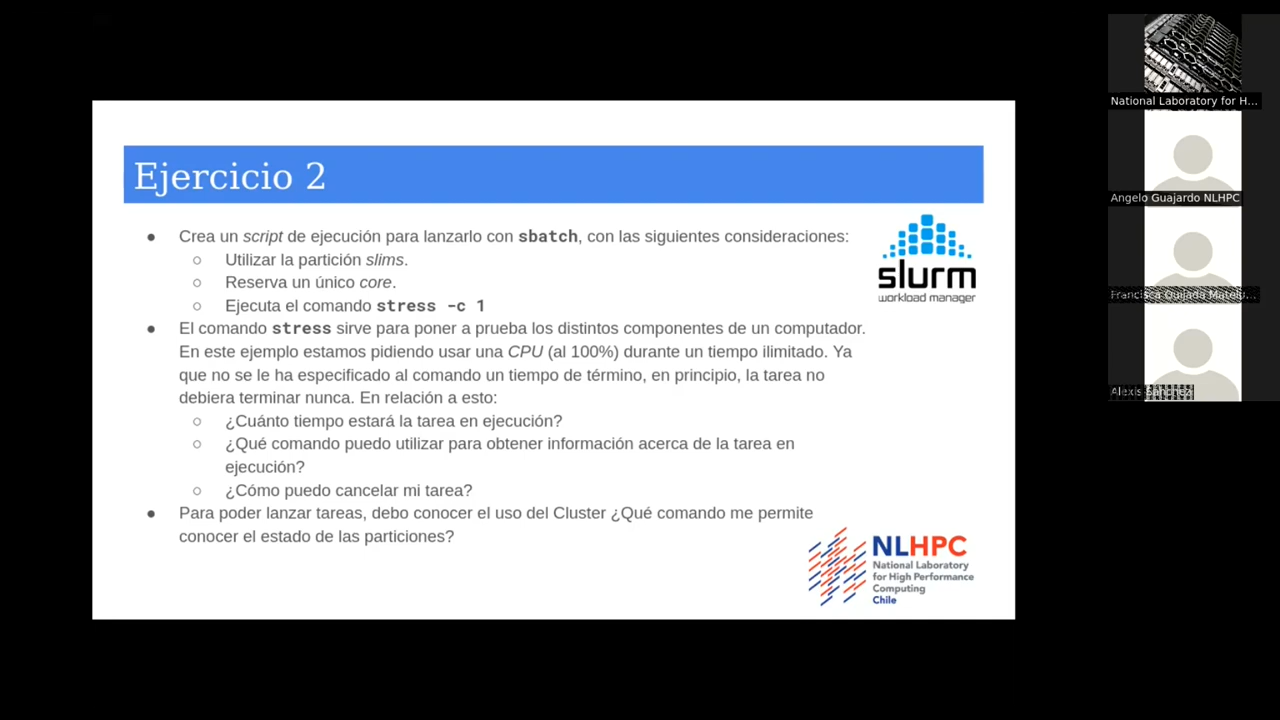 Ejercicio 2
● Crea un script de ejecución para lanzarlo con sbatch, con las siguientes consideraciones:
○ Utilizar la partición slims.
○ Reserva un único core.
○ Ejecuta el comando stress -c 1
● El comando stress sirve para poner a prueba los distintos componentes de un computador.
En este ejemplo estamos pidiendo usar una CPU (al 100%) durante un tiempo ilimitado. Ya
que no se le ha especificado al comando un tiempo de término, en principio, la tarea no
debiera terminar nunca. En relación a esto:
○ ¿Cuánto tiempo estará la tarea en ejecución?
○ ¿Qué comando puedo utilizar para obtener información acerca de la tarea en
ejecución?
○ ¿Cómo puedo cancelar mi tarea?
● Para poder lanzar tareas, debo conocer el uso del Cluster ¿Qué comando me permite
conocer el estado de las particiones?
slurm
workload manager
NLHPC
National Laboratory
for High Performance
Computing
Chile
National Laboratory for H...
Angelo Guajardo NLHPC
Francisca Quijada
Alexis Sánchez